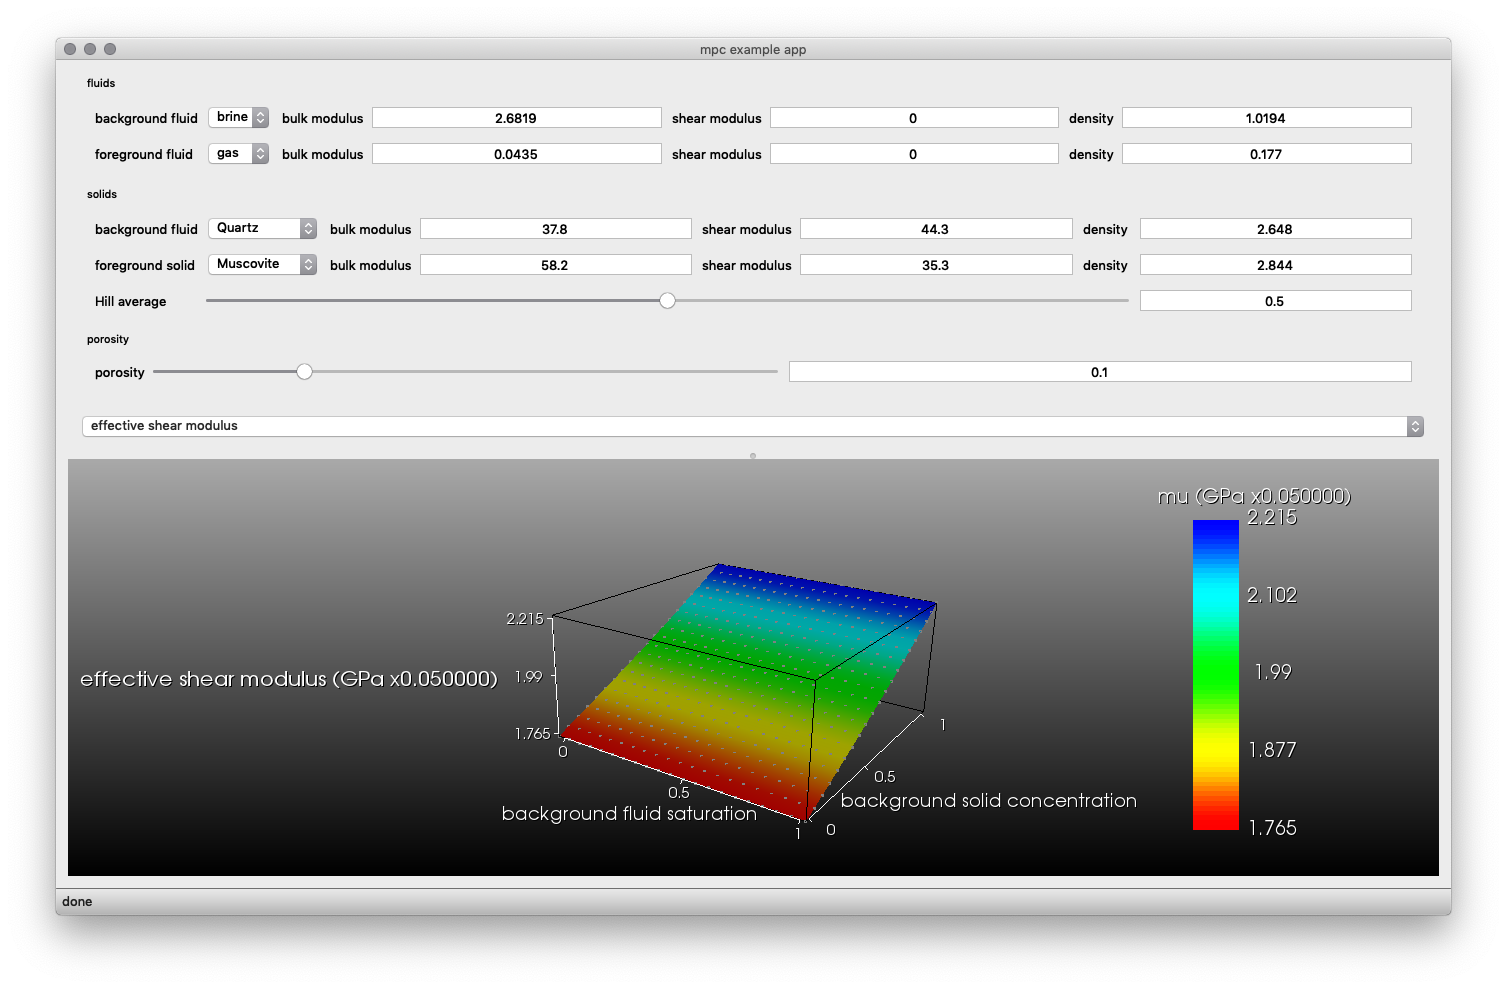 mpc example app
fluids
background fluid brine bulk modulus 2.6819 shear modulus 0 density 1.0194
foreground fluid gas bulk modulus 0.0435 shear modulus 0 density 0.177
solids
background fluid Quartz bulk modulus 37.8 shear modulus 44.3 density 2.648
foreground solid Muscovite bulk modulus 58.2 shear modulus 35.3 density 2.844
Hill average 0.5
porosity
porosity 0.1
effective shear modulus
mu (GPa x0.050000)
2.215
2.102
1.99
1.877
1.765
2.215
1.99
1.765
effective shear modulus (GPa x0.050000)
0
0.5
1
background fluid saturation
0
0.5
1
background solid concentration
done